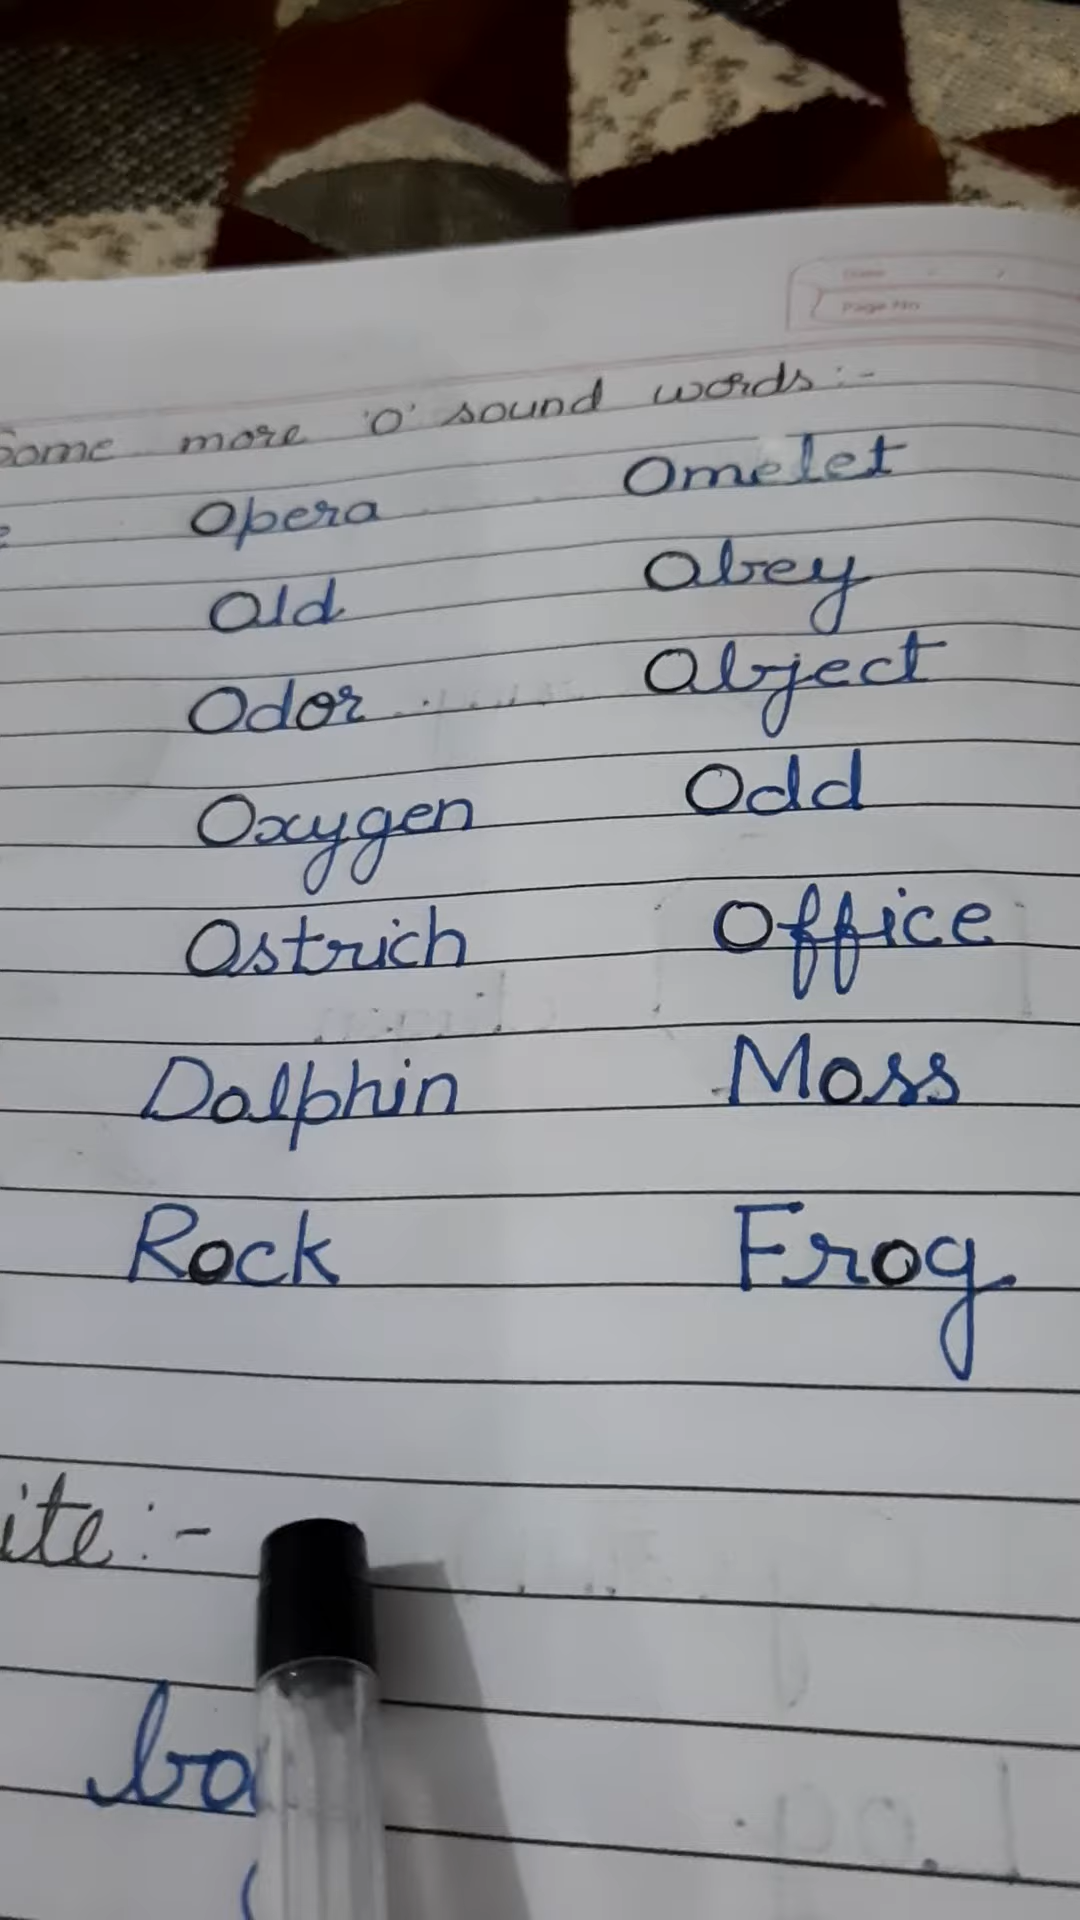 Some more 'O' sound words:-
Opera Omelet
Old Obey
Odor Object
Oxygen Odd
Ostrich Office
Dolphin Moss
Rock Frog
ite:-
bo